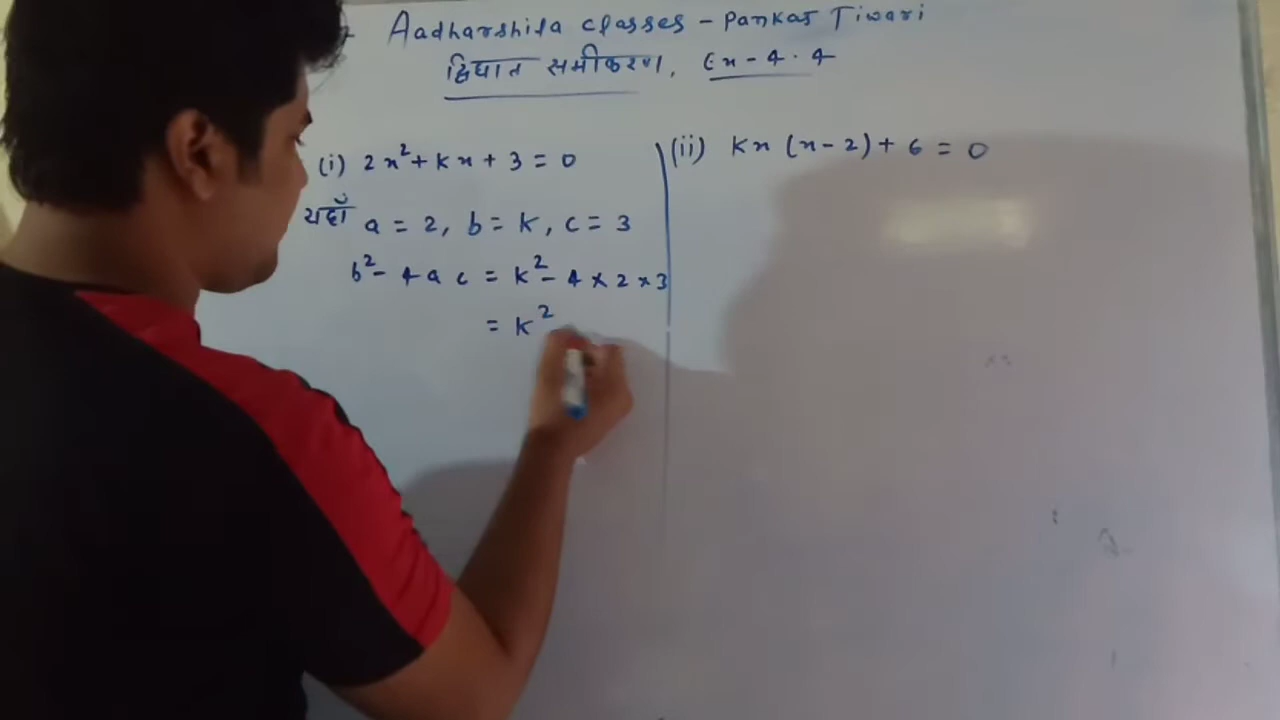 Aadharshila classes - Pankaj Tiwari
द्विघात समीकरण, Ex - 4.4
(i) 2x²+kx+3=0
यहाँ a = 2, b = k, c = 3
b²-4ac = k²-4×2×3
= k²
(ii) kx (x-2)+6=0